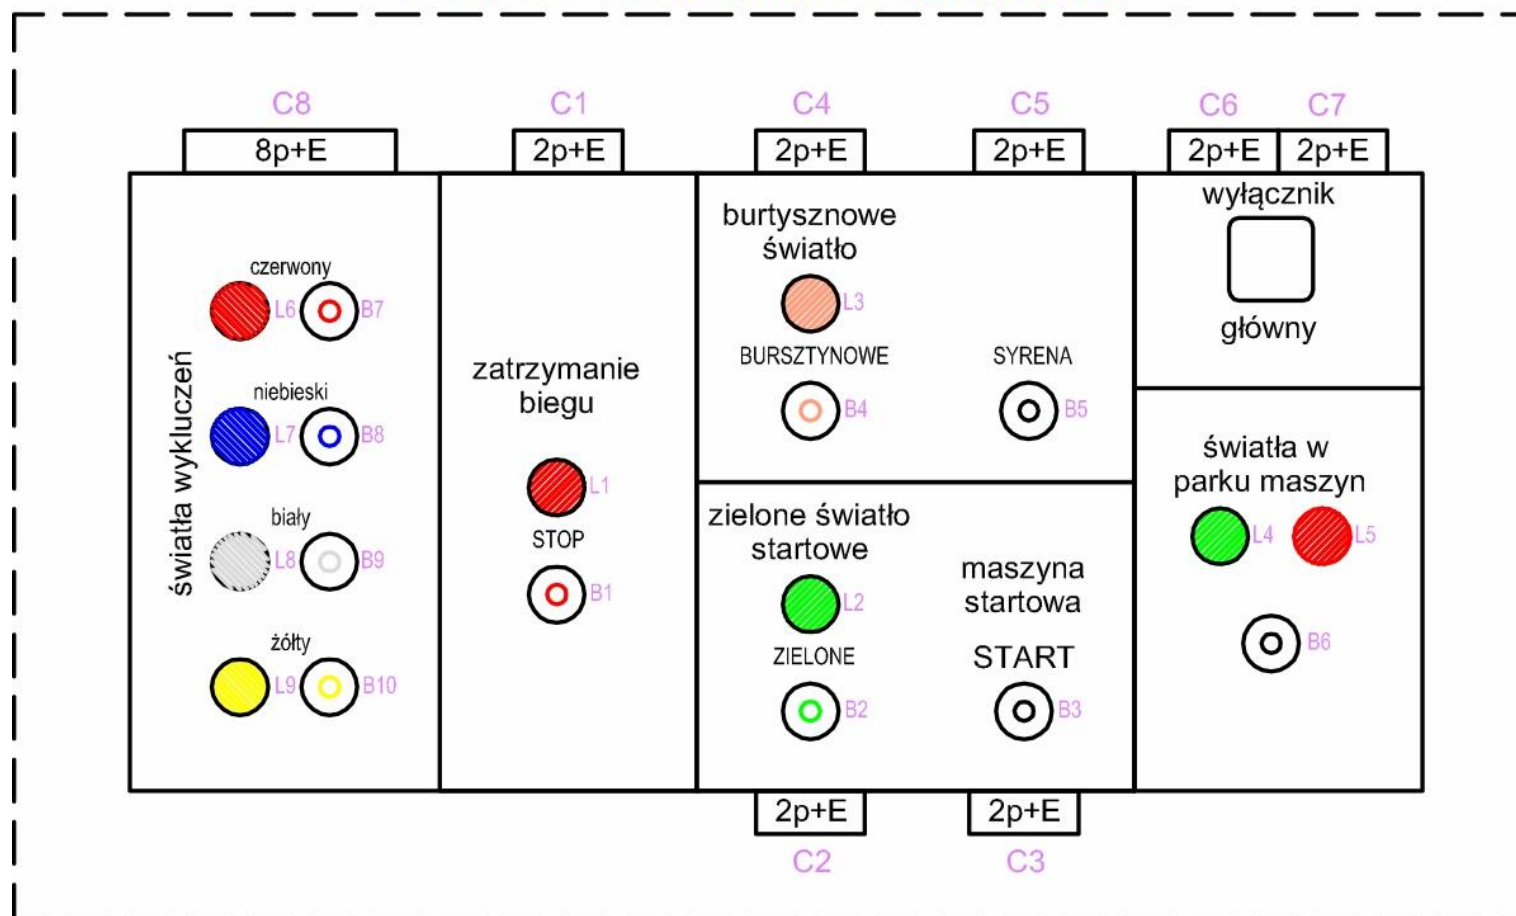 C8
8p+E
czerwony
L6 B7
światła wykluczeń
niebieski
L7 B8
biały
L8 B9
żółty
L9 B10
C1
2p+E
zatrzymanie
biegu
L1
STOP
B1
C4
2p+E
burtysznowe
światło
L3
BURSZTYNOWE
B4
C5
2p+E
SYRENA
B5
zielone światło
startowe
L2
ZIELONE
B2
2p+E
C2
maszyna
startowa
START
B3
2p+E
C3
C6 C7
2p+E 2p+E
wyłącznik
główny
światła w
parku maszyn
L4 L5
B6